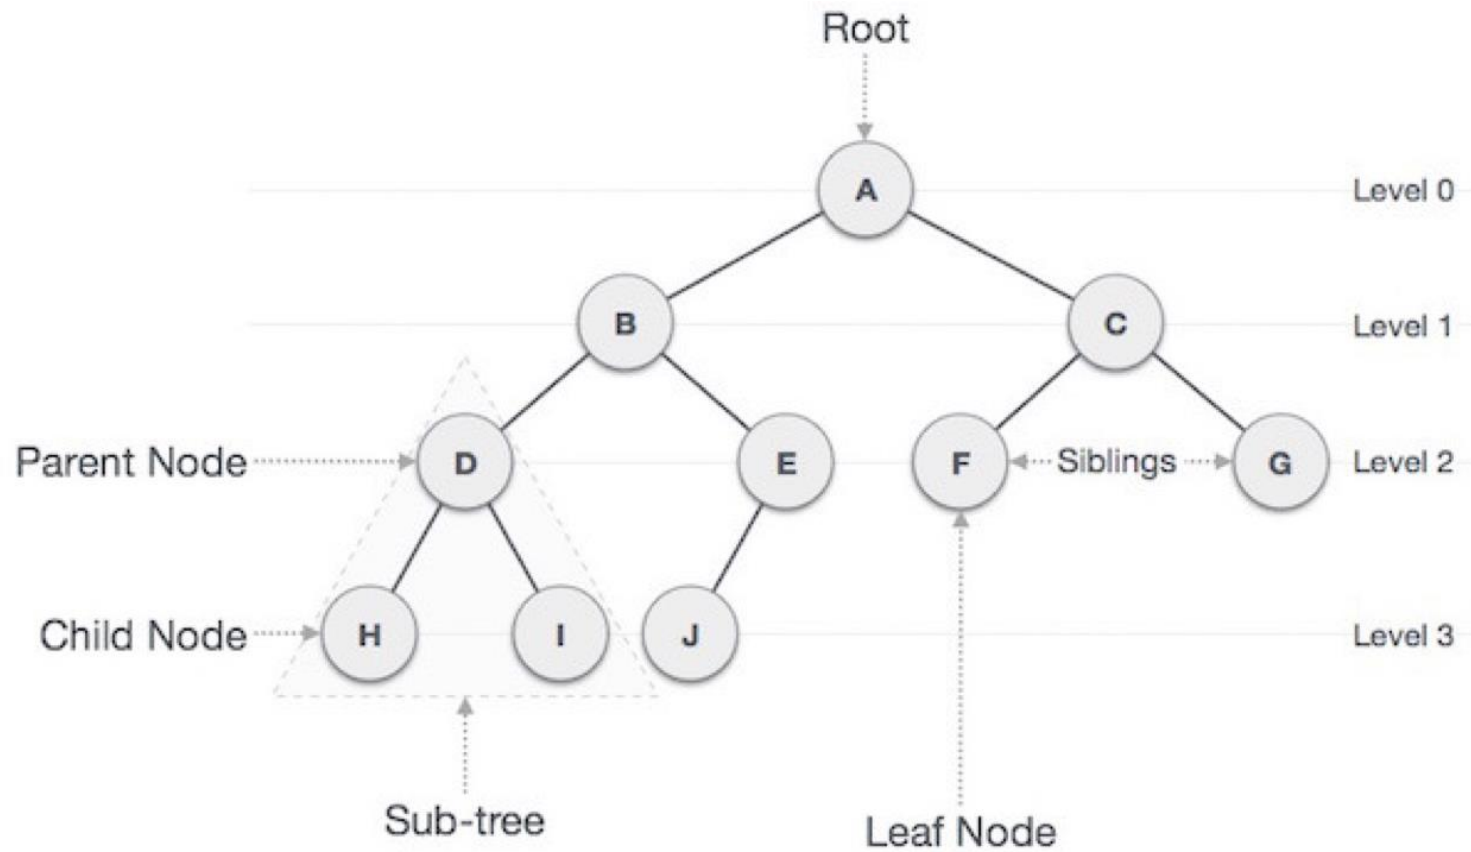 Root
A
Level 0
B
C
Level 1
Parent Node
D
E
F
Siblings
G
Level 2
Child Node
H
I
J
Level 3
Sub-tree
Leaf Node